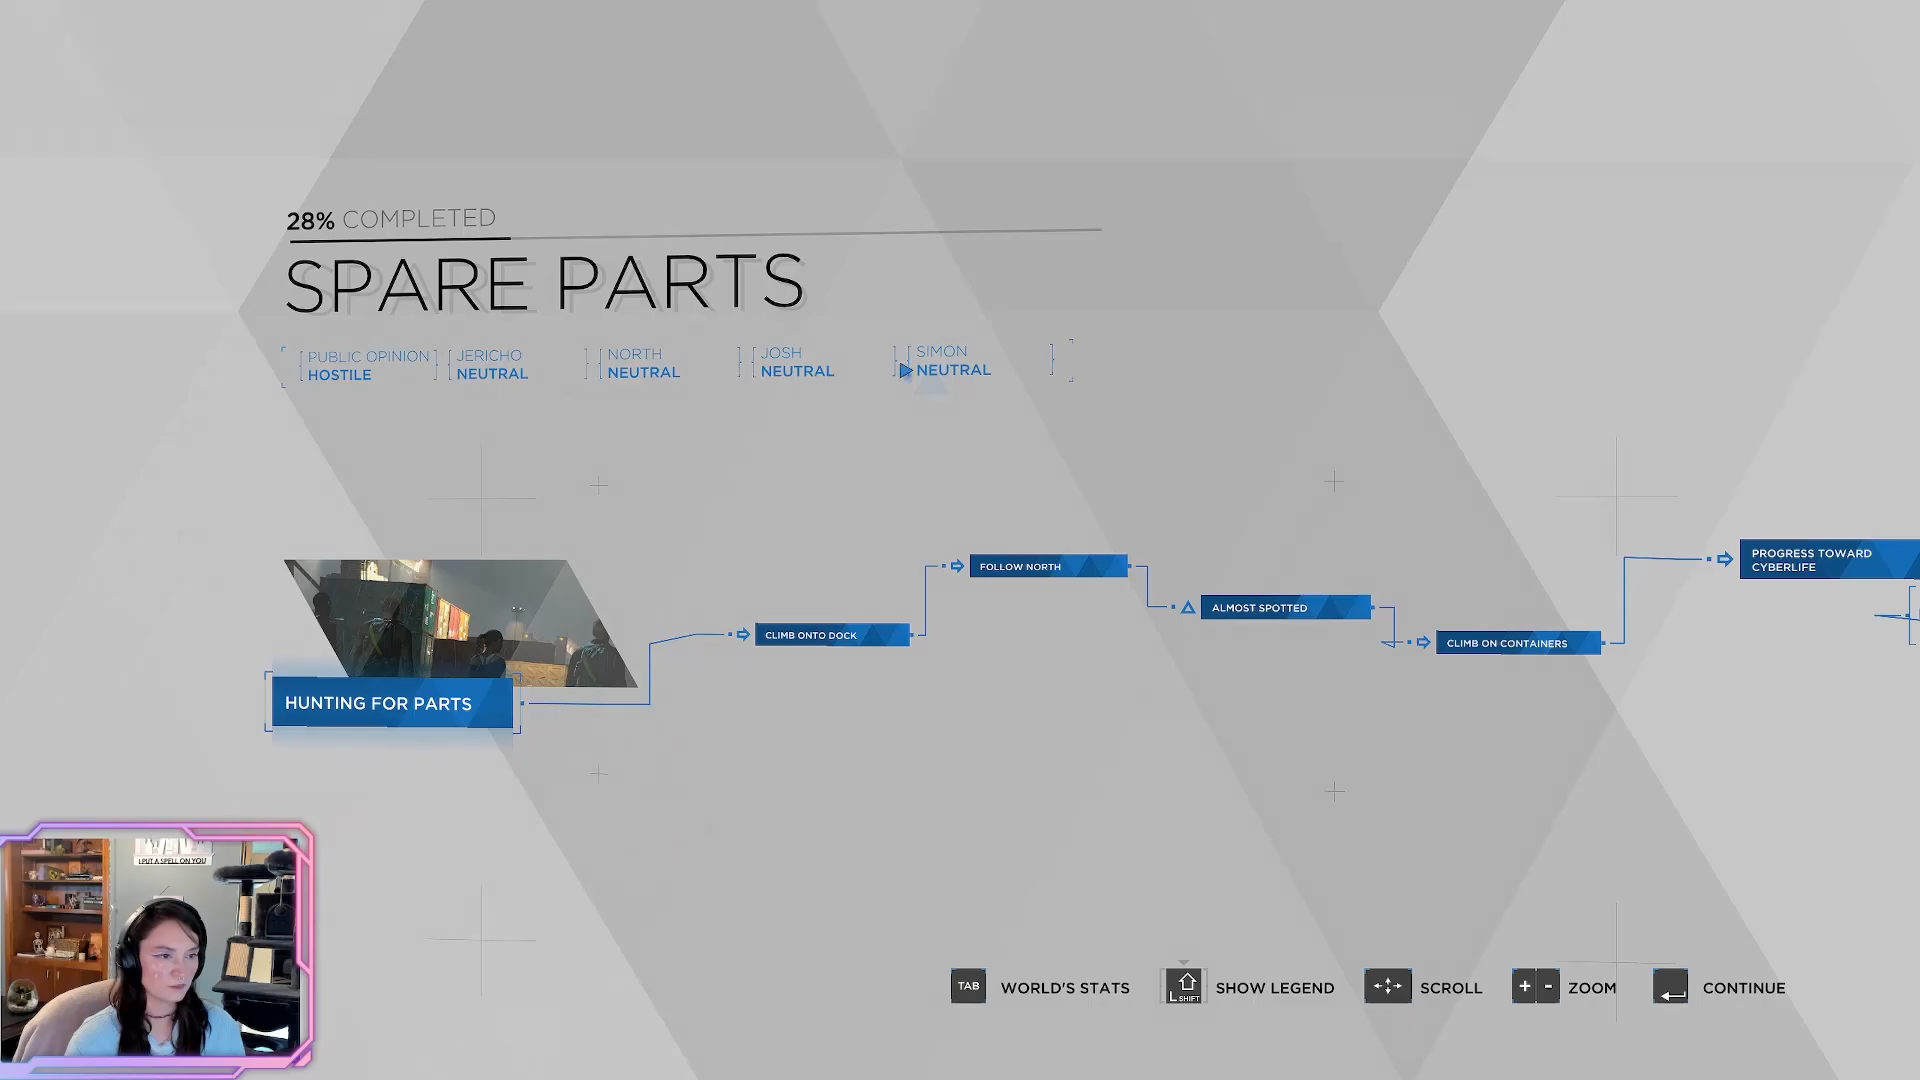 28% COMPLETED
SPARE PARTS
PUBLIC OPINION
HOSTILE
JERICHO
NEUTRAL
NORTH
NEUTRAL
JOSH
NEUTRAL
SIMON
NEUTRAL
HUNTING FOR PARTS
CLIMB ONTO DOCK
FOLLOW NORTH
ALMOST SPOTTED
CLIMB ON CONTAINERS
PROGRESS TOWARD
CYBERLIFE
I PUT A SPELL ON YOU
TAB WORLD'S STATS
L SHIFT SHOW LEGEND
SCROLL
+ - ZOOM
CONTINUE